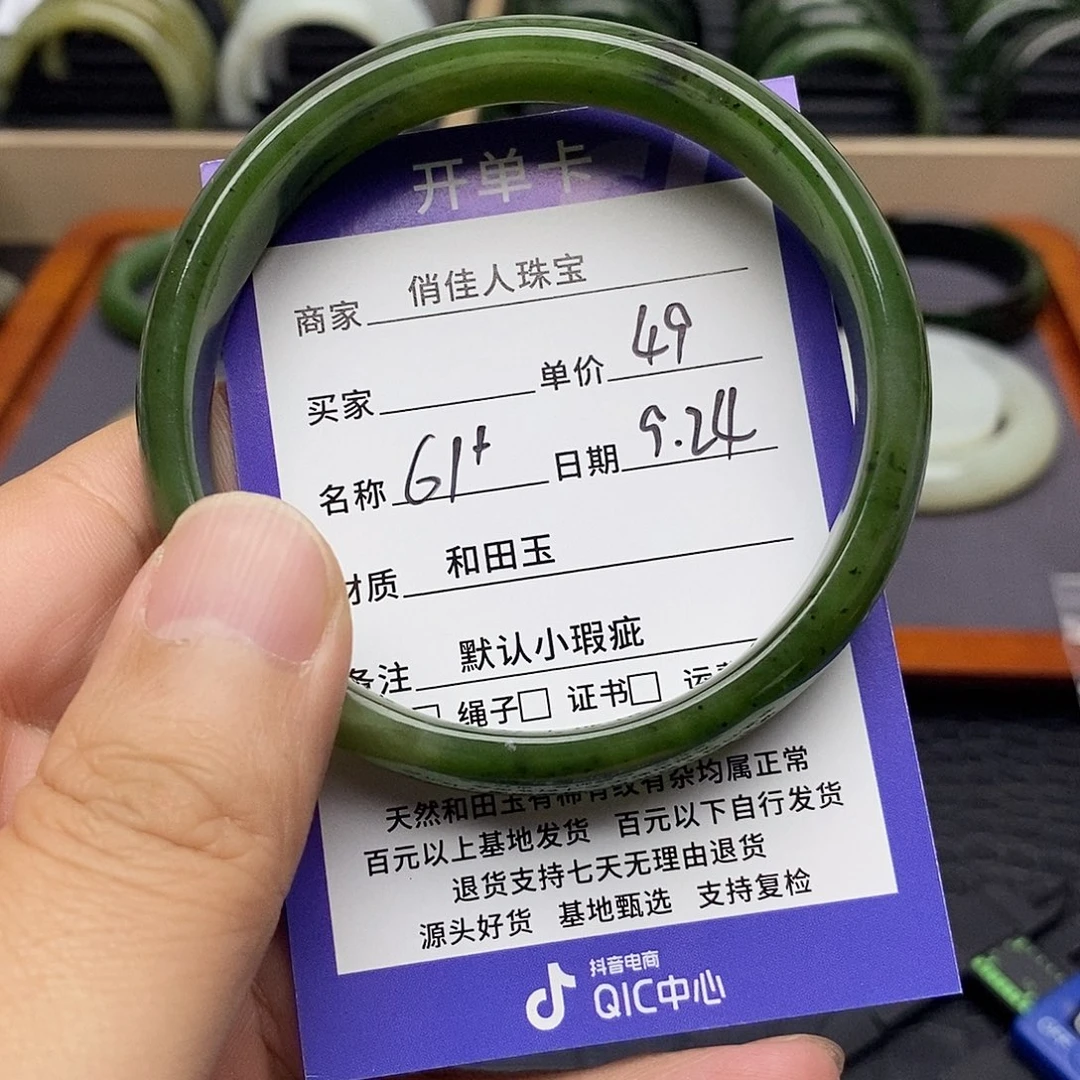 开单卡
商家 俏佳人珠宝
买家 单价 49
名称 61+ 日期 9.24
材质 和田玉
备注 默认小瑕疵
绳子□ 证书□
天然和田玉有棉有纹有杂均属正常
百元以上基地发货 百元以下自行发货
退货支持七天无理由退货
源头好货 基地甄选 支持复检
抖音电商
QIC中心